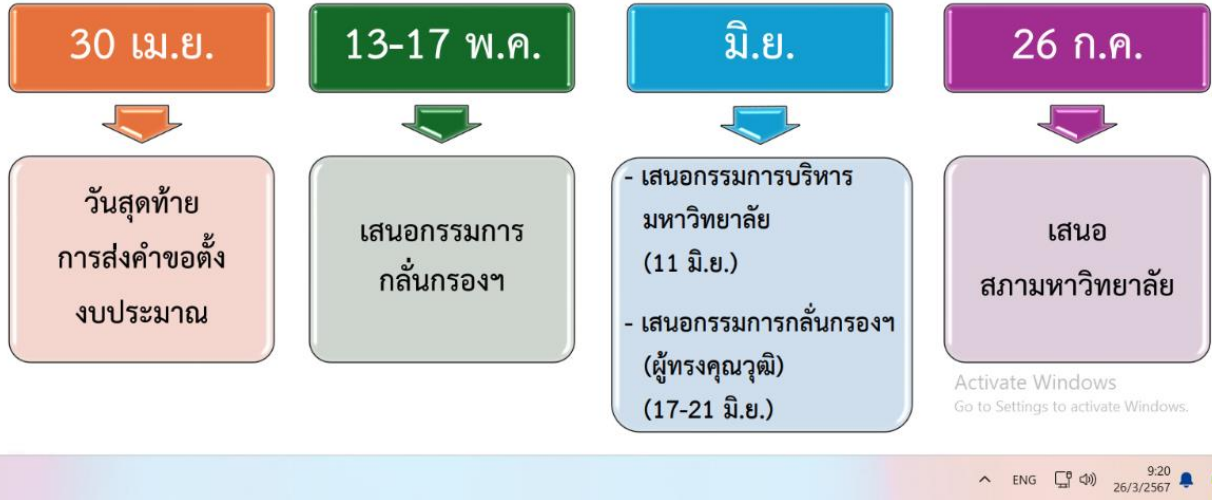 30 เม.ย.
วันสุดท้าย
การส่งคำขอตั้ง
งบประมาณ
13-17 พ.ค.
เสนอกรรมการ
กลั่นกรองฯ
มิ.ย.
- เสนอกรรมการบริหาร
มหาวิทยาลัย
(11 มิ.ย.)
- เสนอกรรมการกลั่นกรองฯ
(ผู้ทรงคุณวุฒิ)
(17-21 มิ.ย.)
26 ก.ค.
เสนอ
สภามหาวิทยาลัย
Activate Windows
Go to Settings to activate Windows.
ENG
9:20
26/3/2567